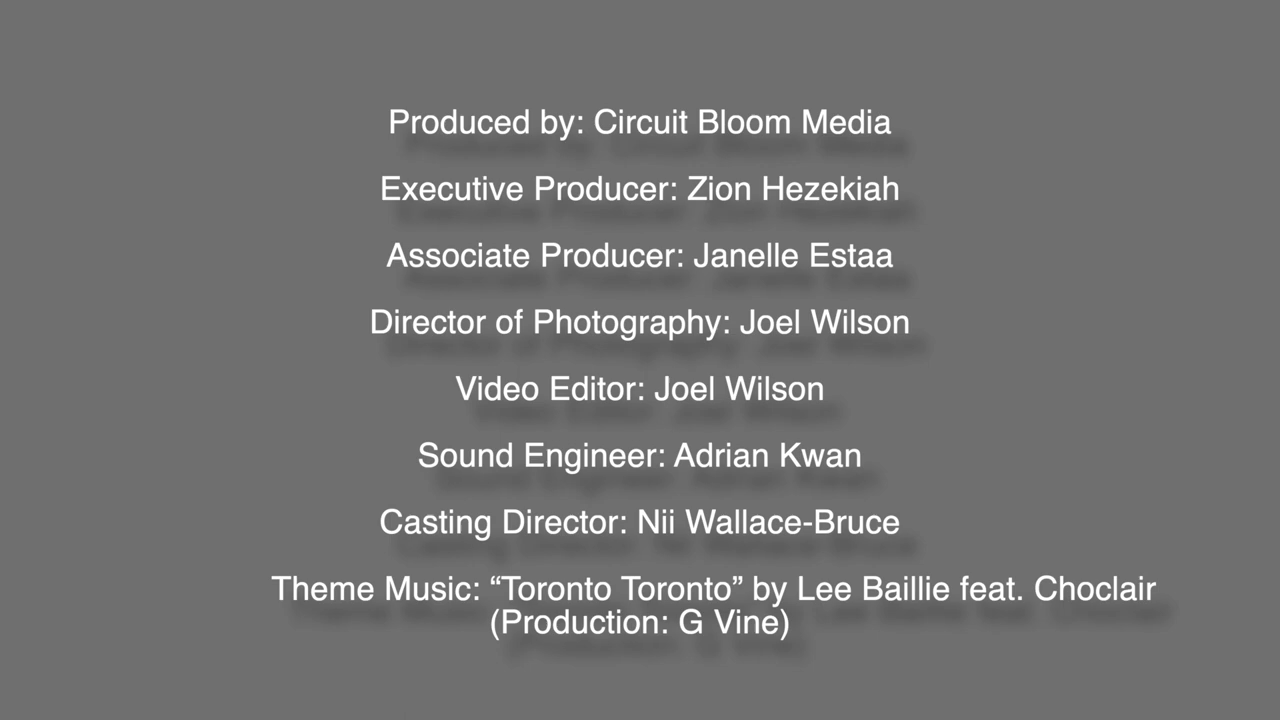 Produced by: Circuit Bloom Media
Executive Producer: Zion Hezekiah
Associate Producer: Janelle Estaa
Director of Photography: Joel Wilson
Video Editor: Joel Wilson
Sound Engineer: Adrian Kwan
Casting Director: Nii Wallace-Bruce
Theme Music: “Toronto Toronto” by Lee Baillie feat. Choclair
(Production: G Vine)